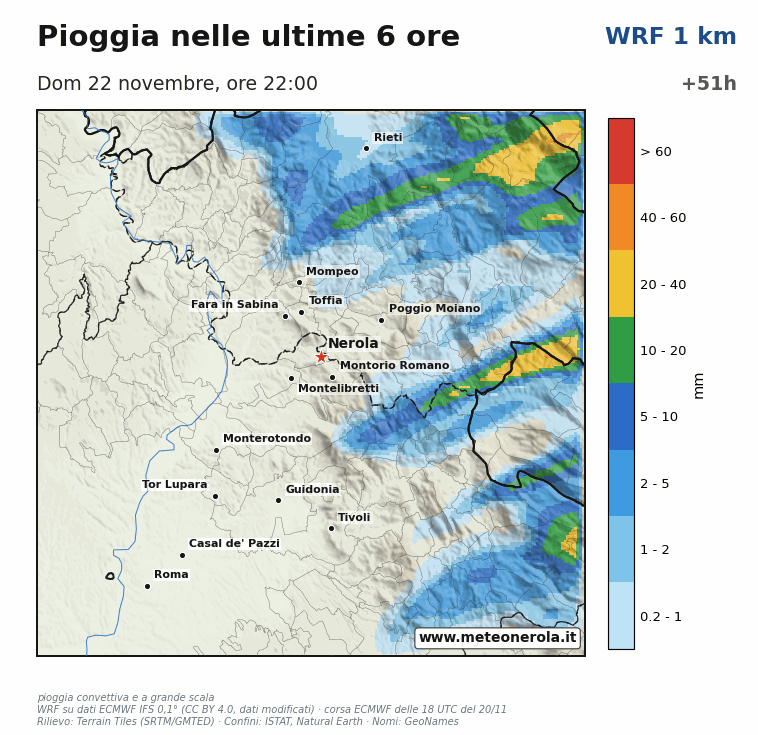 Pioggia nelle ultime 6 ore
WRF 1 km
Dom 22 novembre, ore 22:00
+51h
Rieti
Mompeo
Fara in Sabina
Toffia
Poggio Moiano
Nerola
Montorio Romano
Montelibretti
Monterotondo
Tor Lupara
Guidonia
Tivoli
Casal de' Pazzi
Roma
www.meteonerola.it
> 60
40 - 60
20 - 40
10 - 20
5 - 10
2 - 5
1 - 2
0.2 - 1
mm
pioggia convettiva e a grande scala
WRF su dati ECMWF IFS 0,1° (CC BY 4.0, dati modificati) · corsa ECMWF delle 18 UTC del 20/11
Rilievo: Terrain Tiles (SRTM/GMTED) · Confini: ISTAT, Natural Earth · Nomi: GeoNames